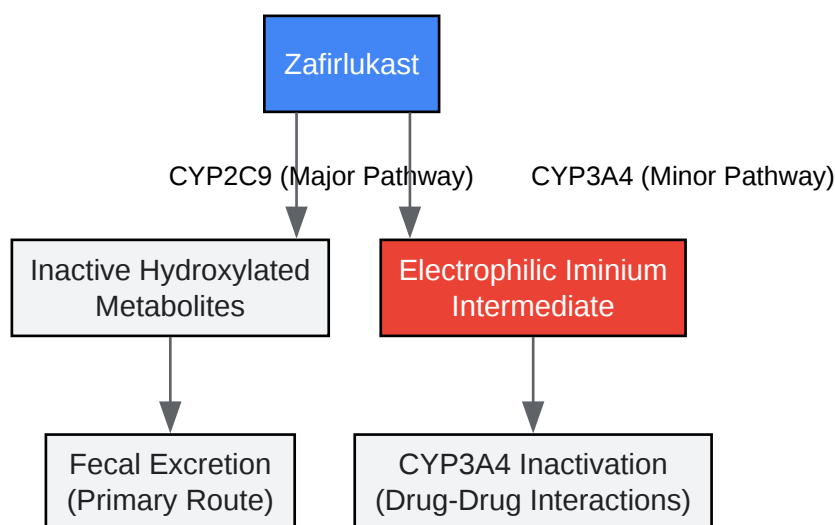 Zafirlukast
CYP2C9 (Major Pathway)
CYP3A4 (Minor Pathway)
Inactive Hydroxylated
Metabolites
Electrophilic Iminium
Intermediate
Fecal Excretion
(Primary Route)
CYP3A4 Inactivation
(Drug-Drug Interactions)